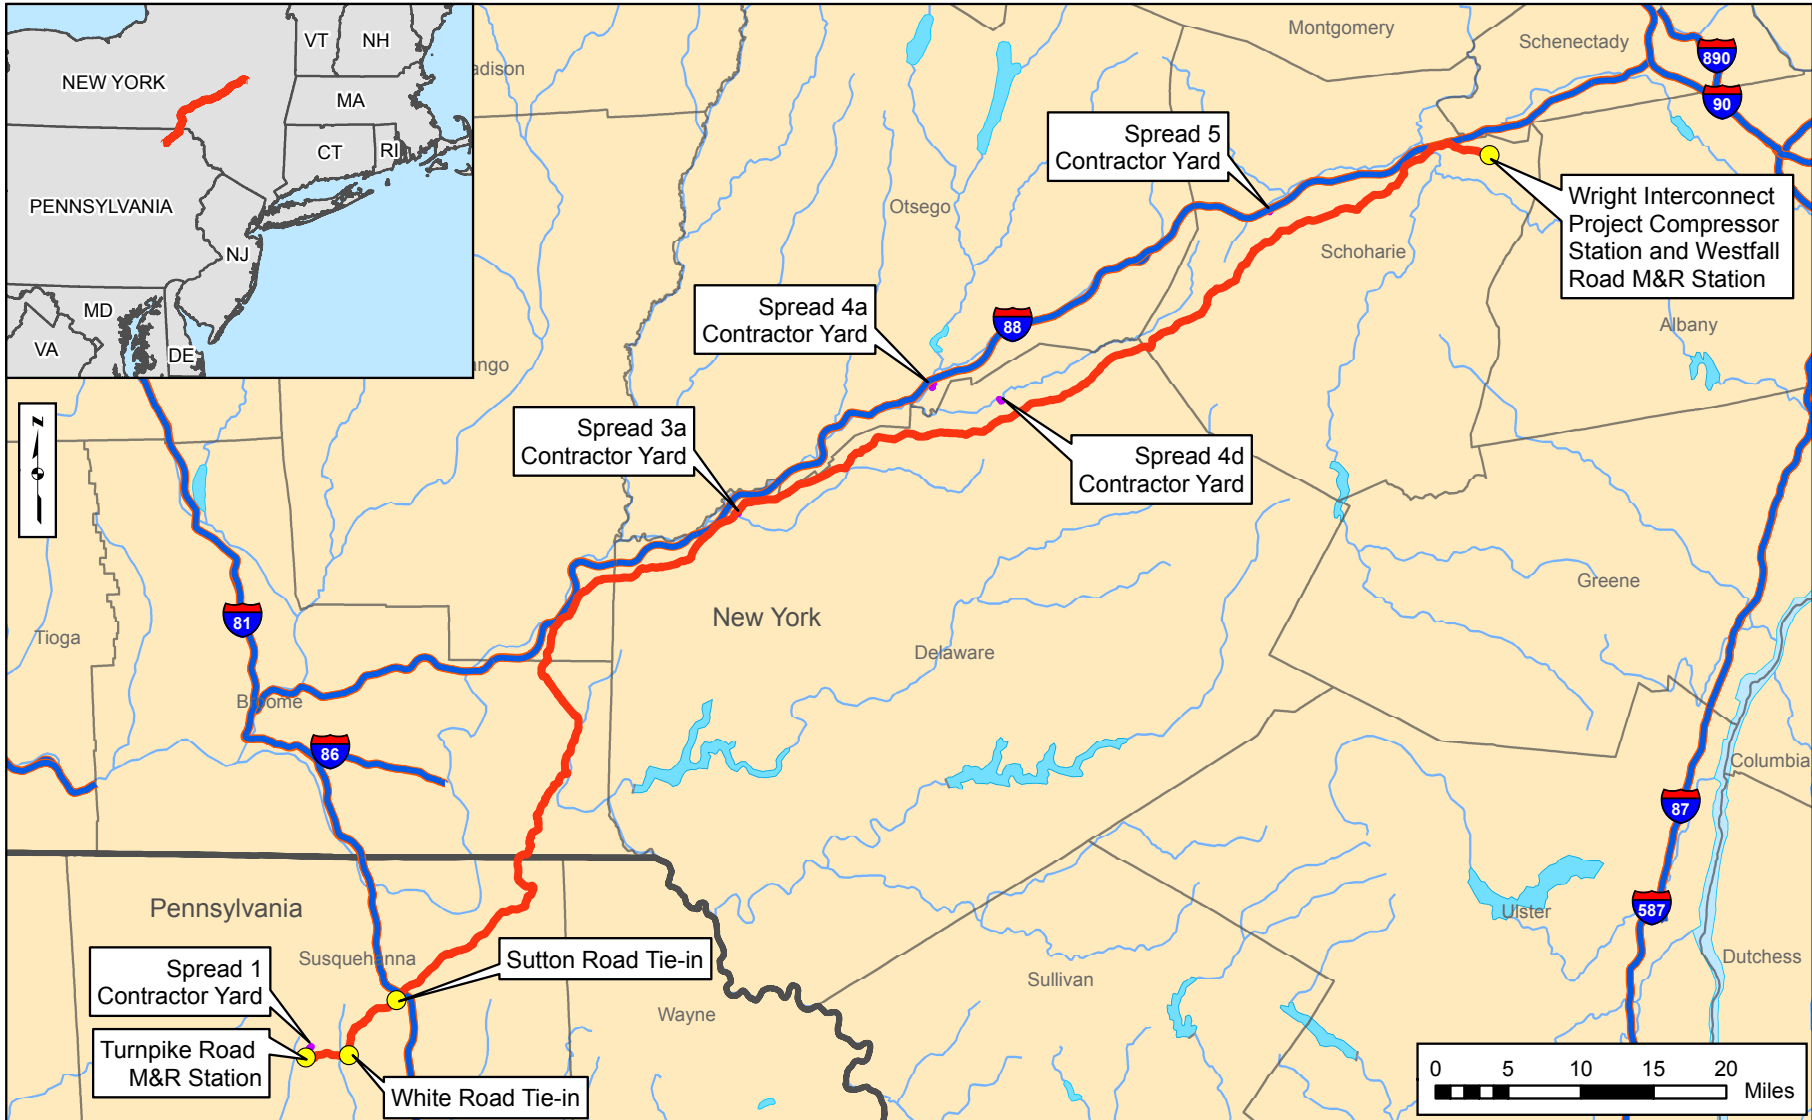 VT
NH
NEW YORK
MA
CT
RI
PENNSYLVANIA
NJ
MD
VA
DE
adison
Montgomery
Schenectady
890
90
Spread 5
Contractor Yard
Otsego
Wright Interconnect
Project Compressor
Station and Westfall
Road M&R Station
Schoharie
Spread 4a
Contractor Yard
88
Albany
ango
N
Spread 3a
Contractor Yard
Spread 4d
Contractor Yard
Greene
81
Tioga
New York
Delaware
Broome
86
Columbia
87
Pennsylvania
587
Ulster
Susquehanna
Sutton Road Tie-in
Spread 1
Contractor Yard
Sullivan
Dutchess
Wayne
Turnpike Road
M&R Station
White Road Tie-in
0 5 10 15 20
Miles